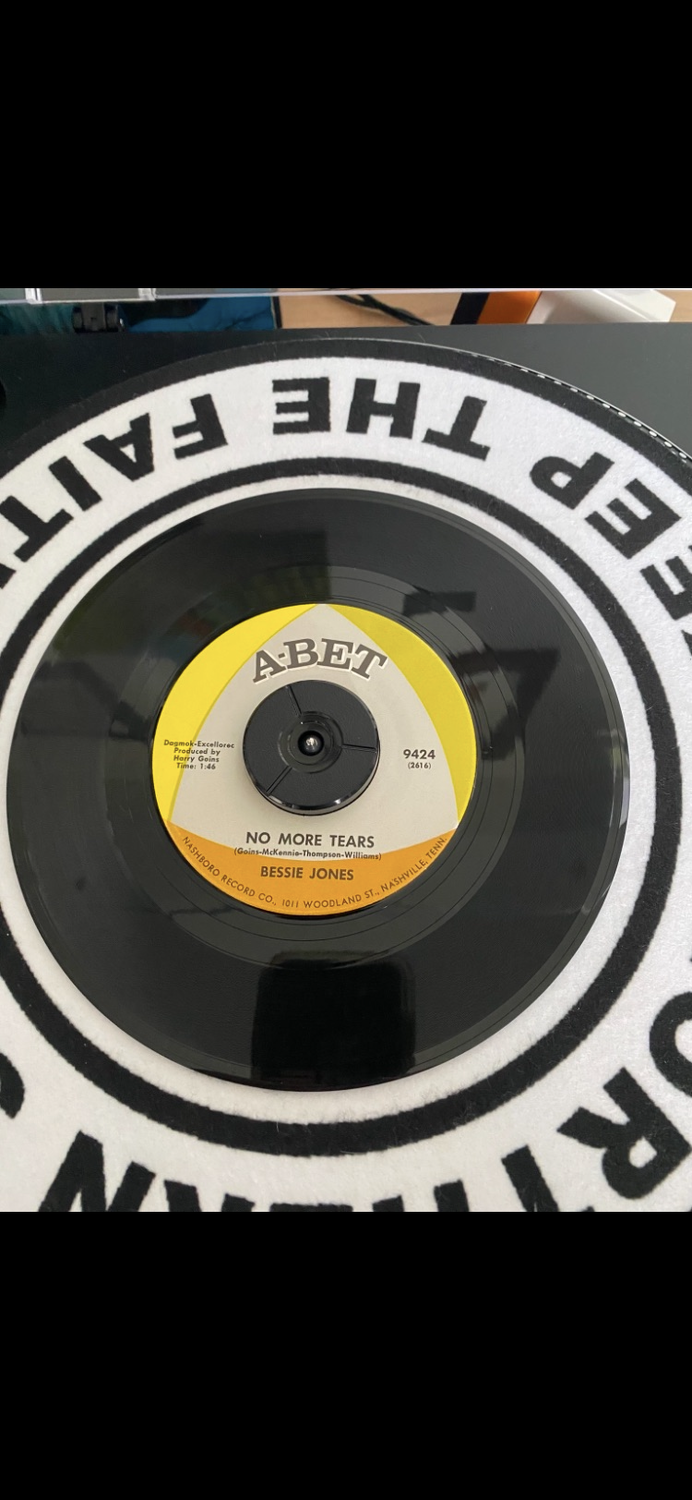 KEEP THE FAITH
NORTHERN S
A·BET
Dagmok-Excellorec
Produced by
Harry Gains
Time: 1:46
9424
(2616)
NO MORE TEARS
(Goins-McKennie-Thompson-Williams)
BESSIE JONES
NASHBORO RECORD CO., 1011 WOODLAND ST., NASHVILLE, TENN.